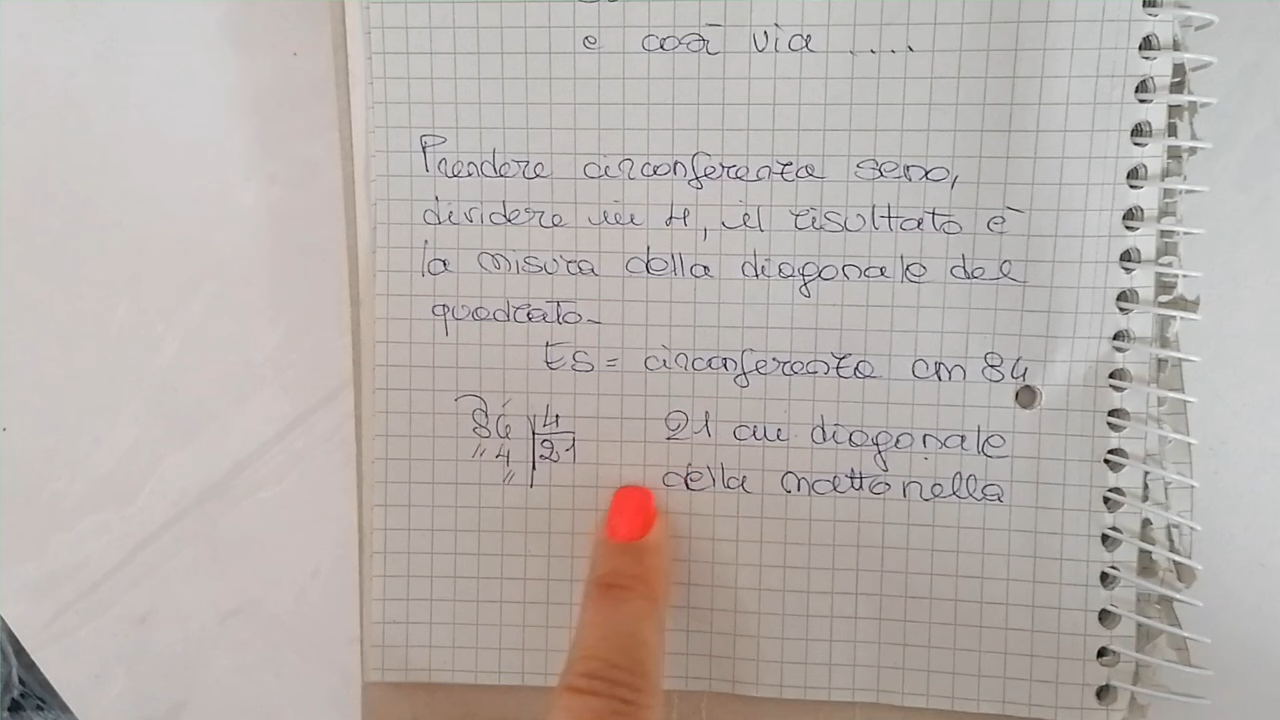 e così via ....
Prendere circonferenza seno,
dividere in 4, il risultato è
la misura della diagonale del
quadrato.
ES = circonferenza cm 84
84 4 21 cm diagonale
" 4 21 della mattonella
"